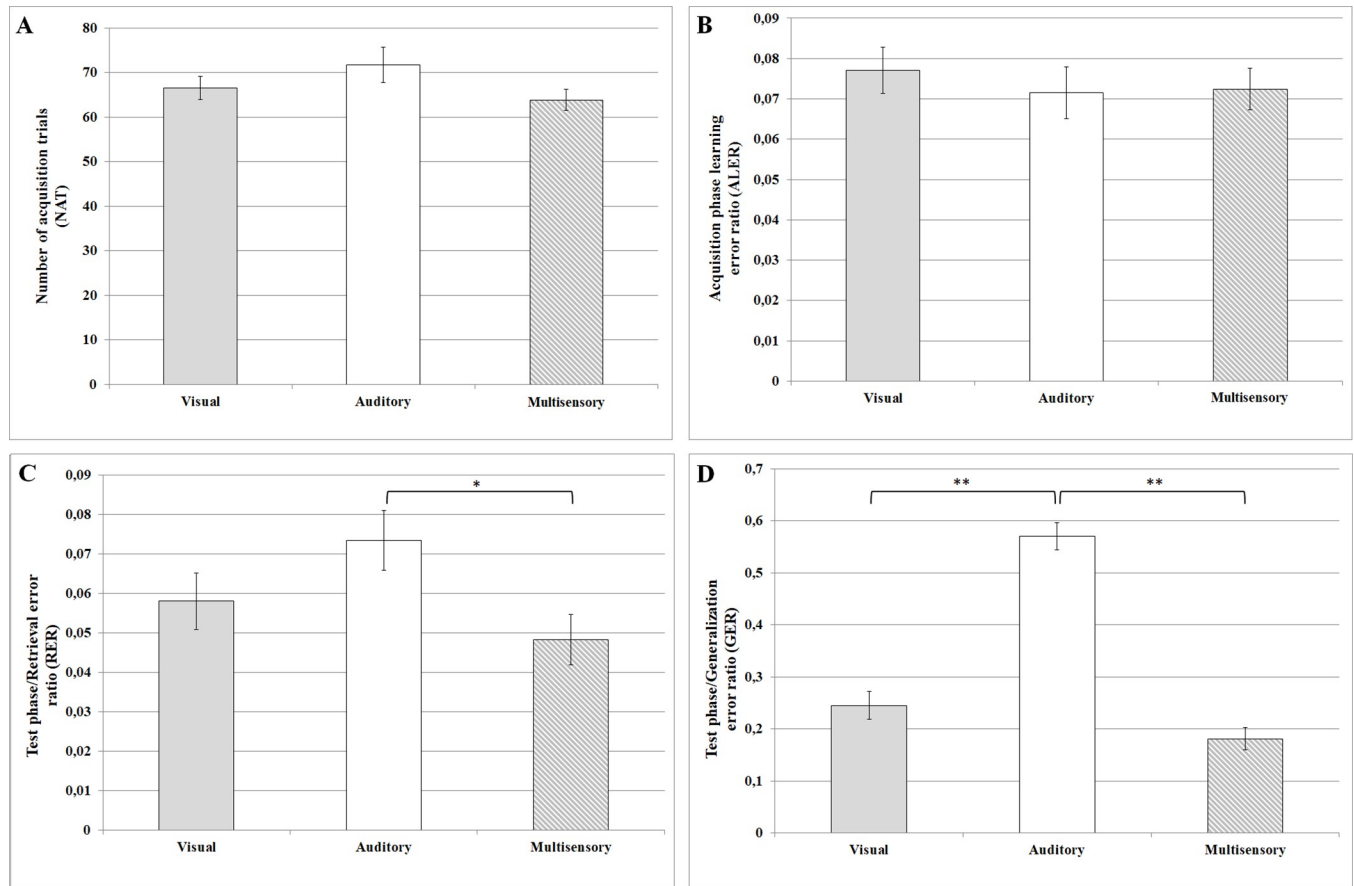 A
Number of acquisition trials
(NAT)
80
70
60
50
40
30
20
10
0
Visual
Auditory
Multisensory
B
Acquisition phase learning
error ratio (ALER)
0,09
0,08
0,07
0,06
0,05
0,04
0,03
0,02
0,01
0
Visual
Auditory
Multisensory
C
Test phase/Retrieval error
ratio (RER)
0,09
0,08
0,07
0,06
0,05
0,04
0,03
0,02
0,01
0
*
Visual
Auditory
Multisensory
D
Test phase/Generalization
error ratio (GER)
0,7
0,6
0,5
0,4
0,3
0,2
0,1
0
**
**
Visual
Auditory
Multisensory